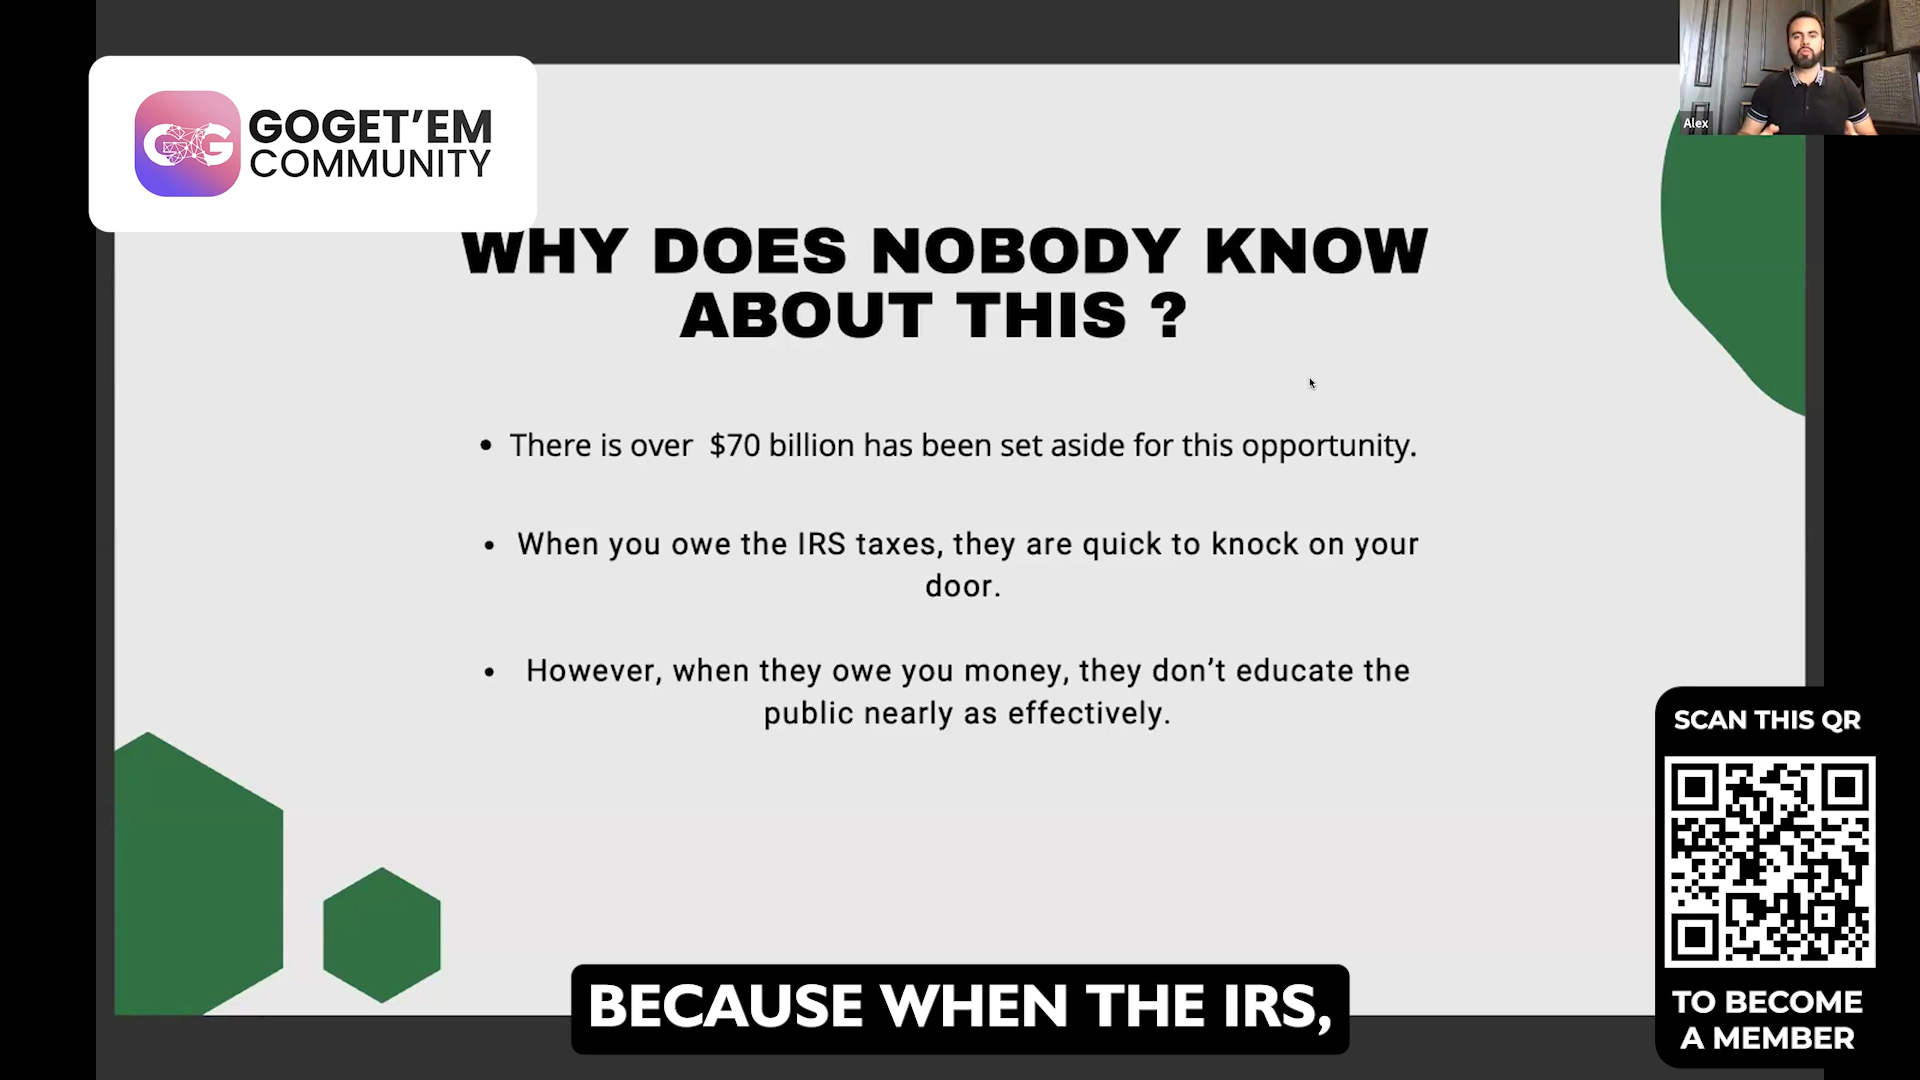 GG
GOGET'EM
COMMUNITY
Alex
WHY DOES NOBODY KNOW
ABOUT THIS ?
• There is over $70 billion has been set aside for this opportunity.
• When you owe the IRS taxes, they are quick to knock on your
door.
• However, when they owe you money, they don't educate the
public nearly as effectively.
SCAN THIS QR
TO BECOME
A MEMBER
BECAUSE WHEN THE IRS,